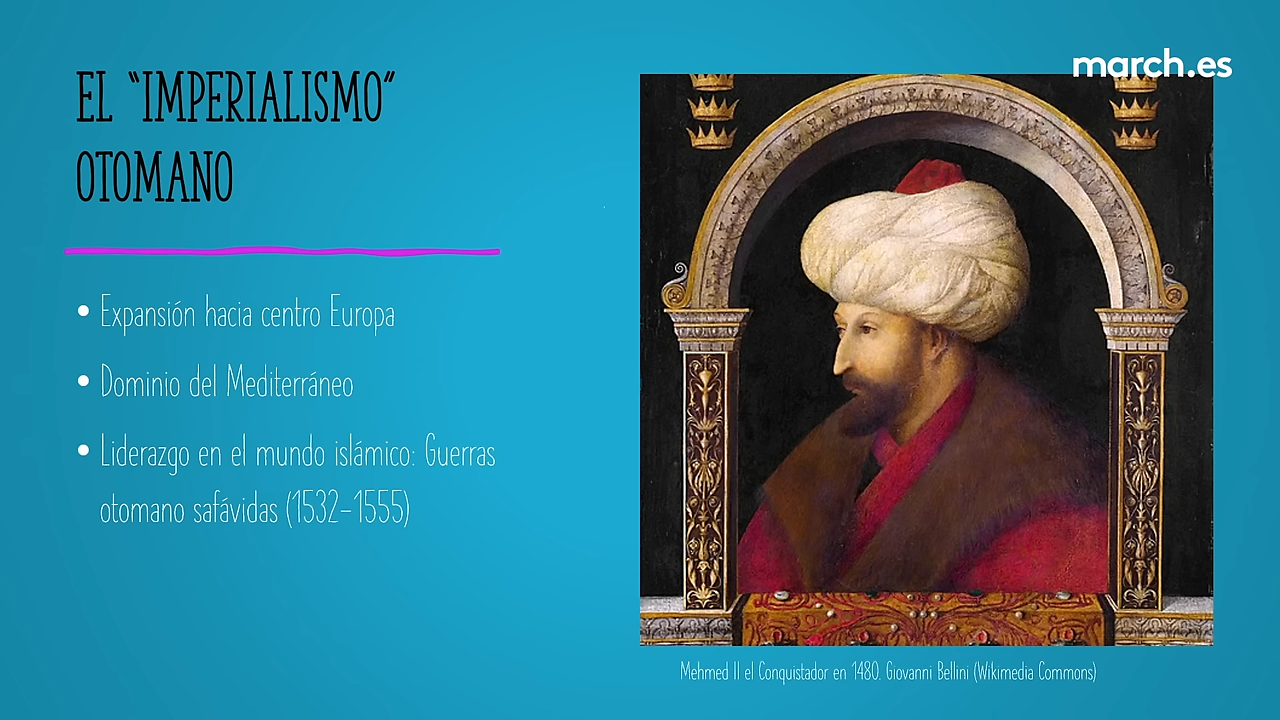 march.es
EL "IMPERIALISMO"
OTOMANO
• Expansión hacia centro Europa
• Dominio del Mediterráneo
• Liderazgo en el mundo islámico: Guerras
otomano safávidas (1532-1555)
Mehmed II el Conquistador en 1480. Giovanni Bellini (Wikimedia Commons)